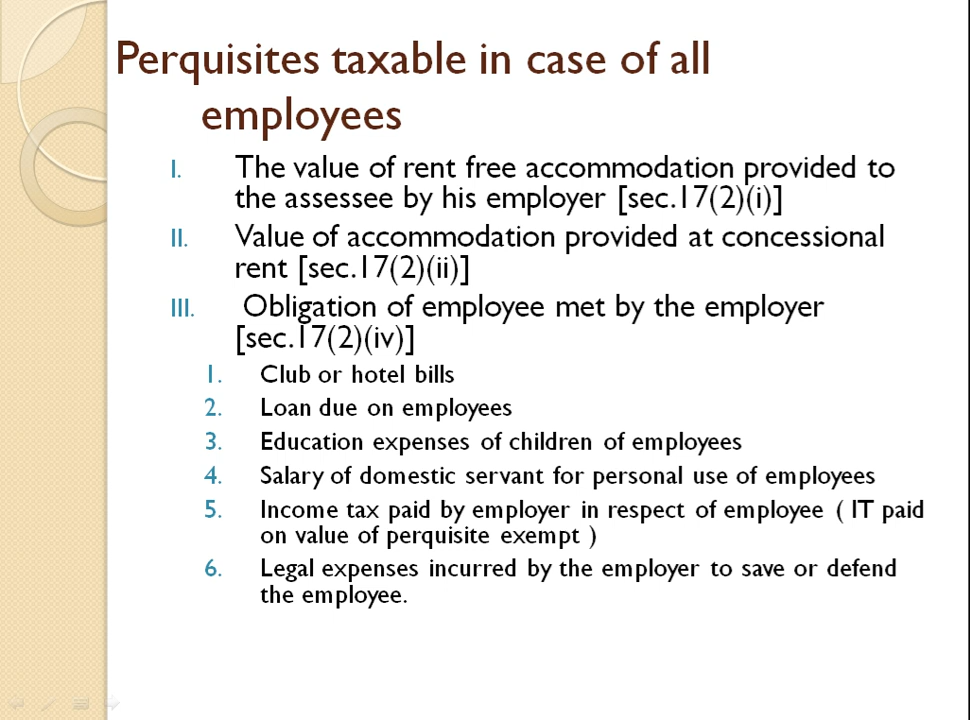 Perquisites taxable in case of all
employees
I. The value of rent free accommodation provided to
the assessee by his employer [sec.17(2)(i)]
II. Value of accommodation provided at concessional
rent [sec.17(2)(ii)]
III. Obligation of employee met by the employer
[sec.17(2)(iv)]
1. Club or hotel bills
2. Loan due on employees
3. Education expenses of children of employees
4. Salary of domestic servant for personal use of employees
5. Income tax paid by employer in respect of employee ( IT paid
on value of perquisite exempt )
6. Legal expenses incurred by the employer to save or defend
the employee.